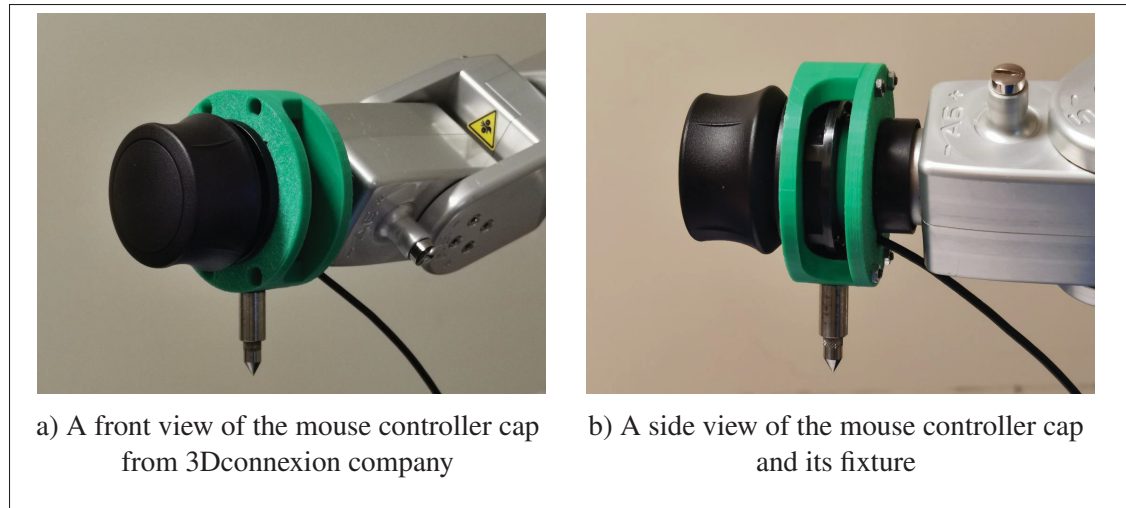 - A5 +
a) A front view of the mouse controller cap
from 3Dconnexion company
b) A side view of the mouse controller cap
and its fixture